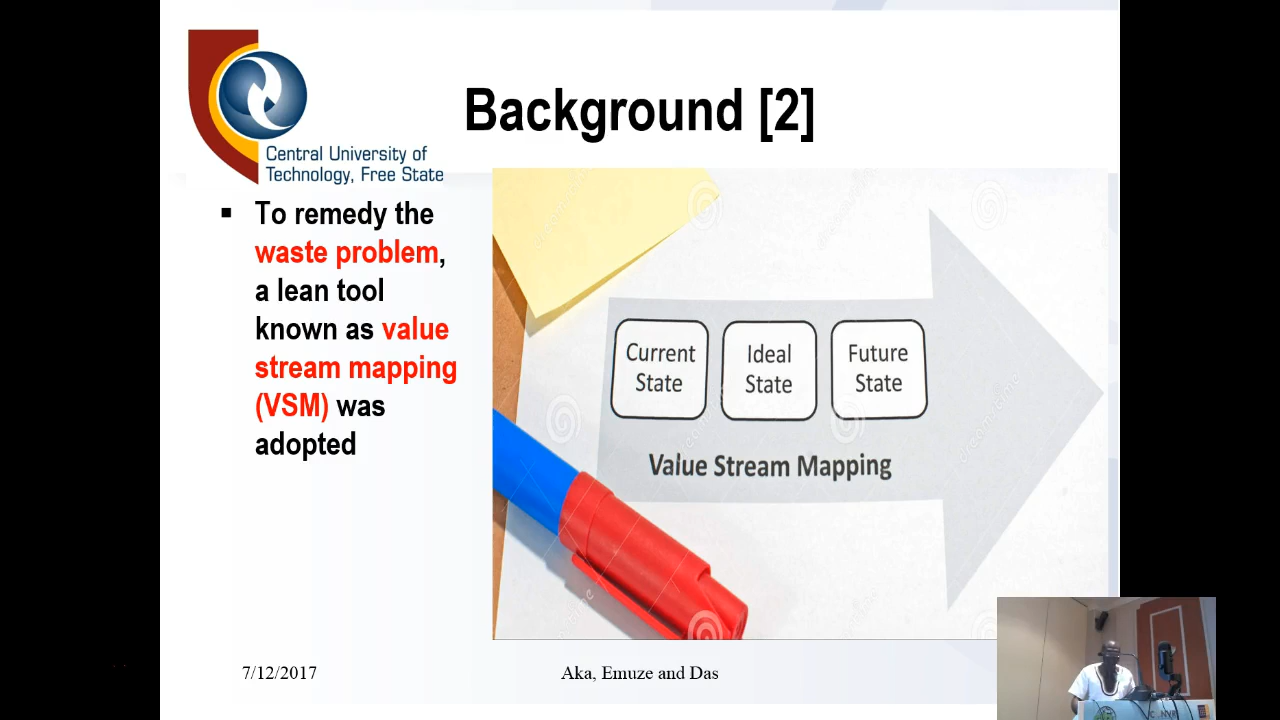 Central University of
Technology, Free State
Background [2]
▪ To remedy the
waste problem,
a lean tool
known as value
stream mapping
(VSM) was
adopted
Current
State
Ideal
State
Future
State
Value Stream Mapping
7/12/2017
Aka, Emuze and Das